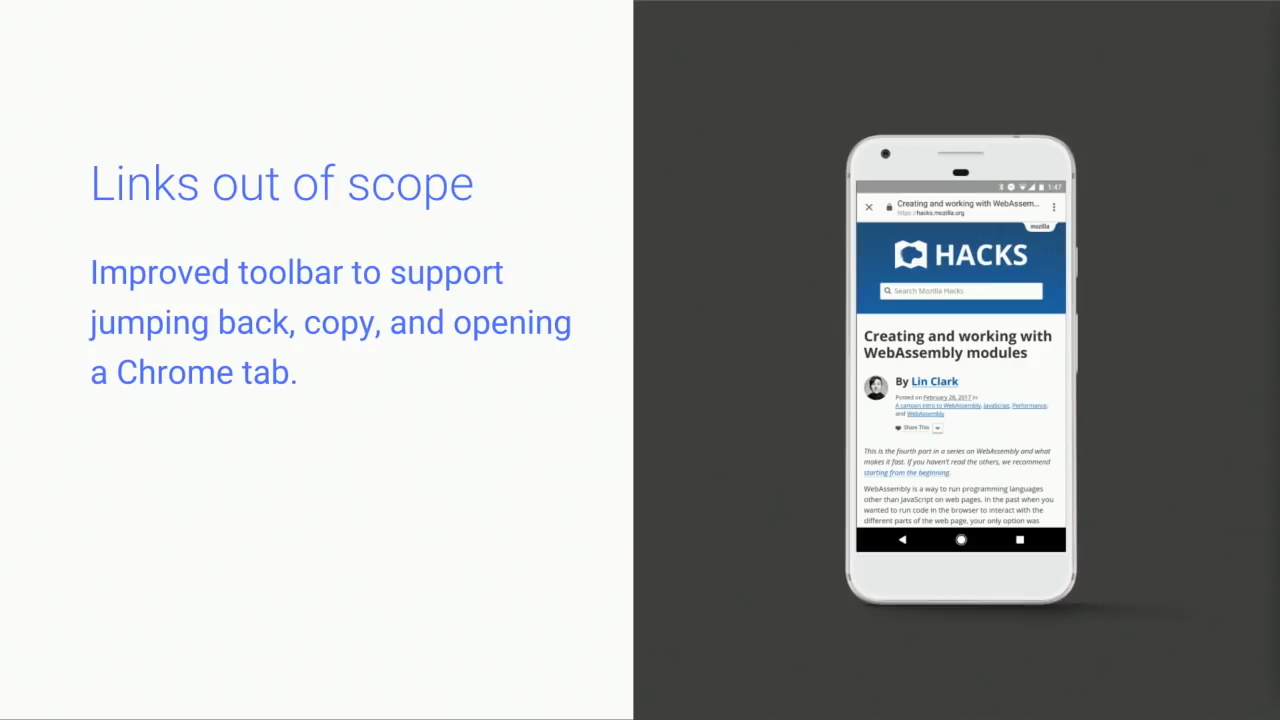 Links out of scope
Improved toolbar to support
jumping back, copy, and opening
a Chrome tab.
1:47
Creating and working with WebAssem...
https://hacks.mozilla.org
mozilla
HACKS
Search Mozilla Hacks
Creating and working with
WebAssembly modules
By Lin Clark
Posted on February 28, 2017 in
A cartoon intro to WebAssembly, JavaScript, Performance,
and WebAssembly
Share This
This is the fourth part in a series on WebAssembly and what
makes it fast. If you haven't read the others, we recommend
starting from the beginning.
WebAssembly is a way to run programming languages
other than JavaScript on web pages. In the past when you
wanted to run code in the browser to interact with the
different parts of the web page, your only option was